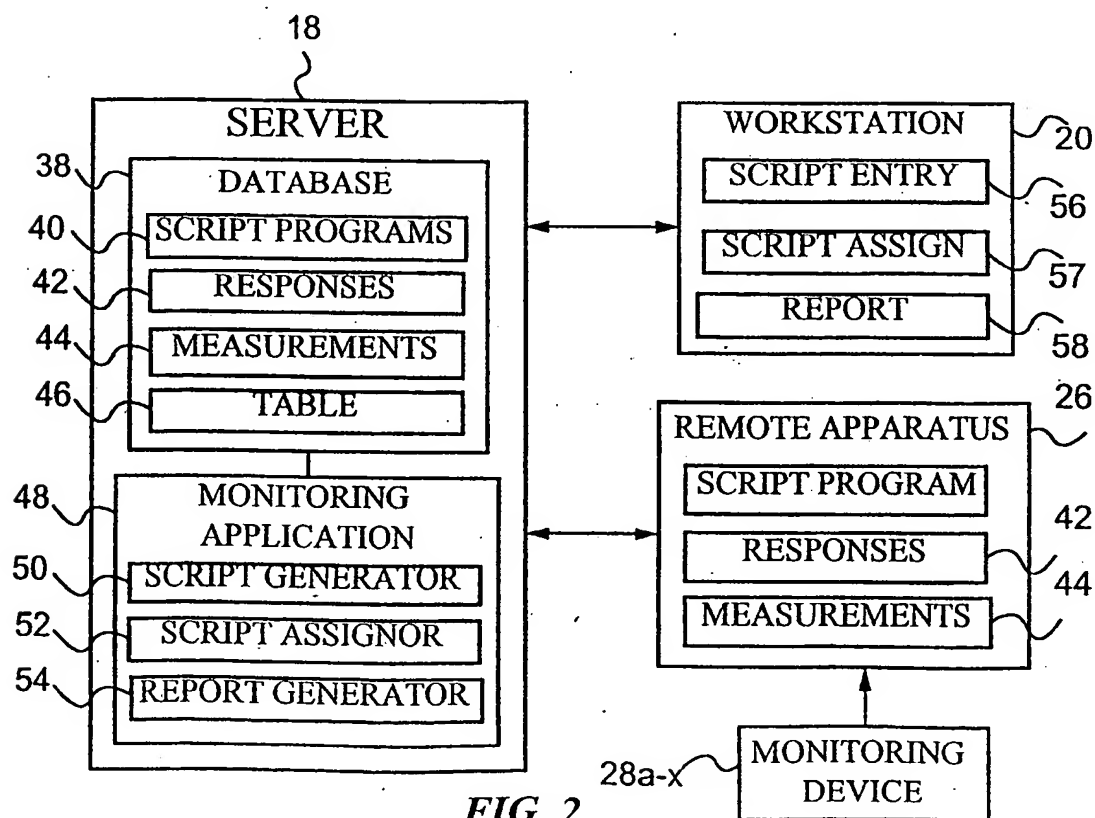 18
SERVER
38
DATABASE
40
SCRIPT PROGRAMS
42
RESPONSES
44
MEASUREMENTS
46
TABLE
48
MONITORING
APPLICATION
50
SCRIPT GENERATOR
52
SCRIPT ASSIGNOR
54
REPORT GENERATOR
WORKSTATION
20
SCRIPT ENTRY
56
SCRIPT ASSIGN
57
REPORT
58
26
REMOTE APPARATUS
SCRIPT PROGRAM
42
RESPONSES
44
MEASUREMENTS
28a-x
MONITORING
DEVICE
FIG. 2